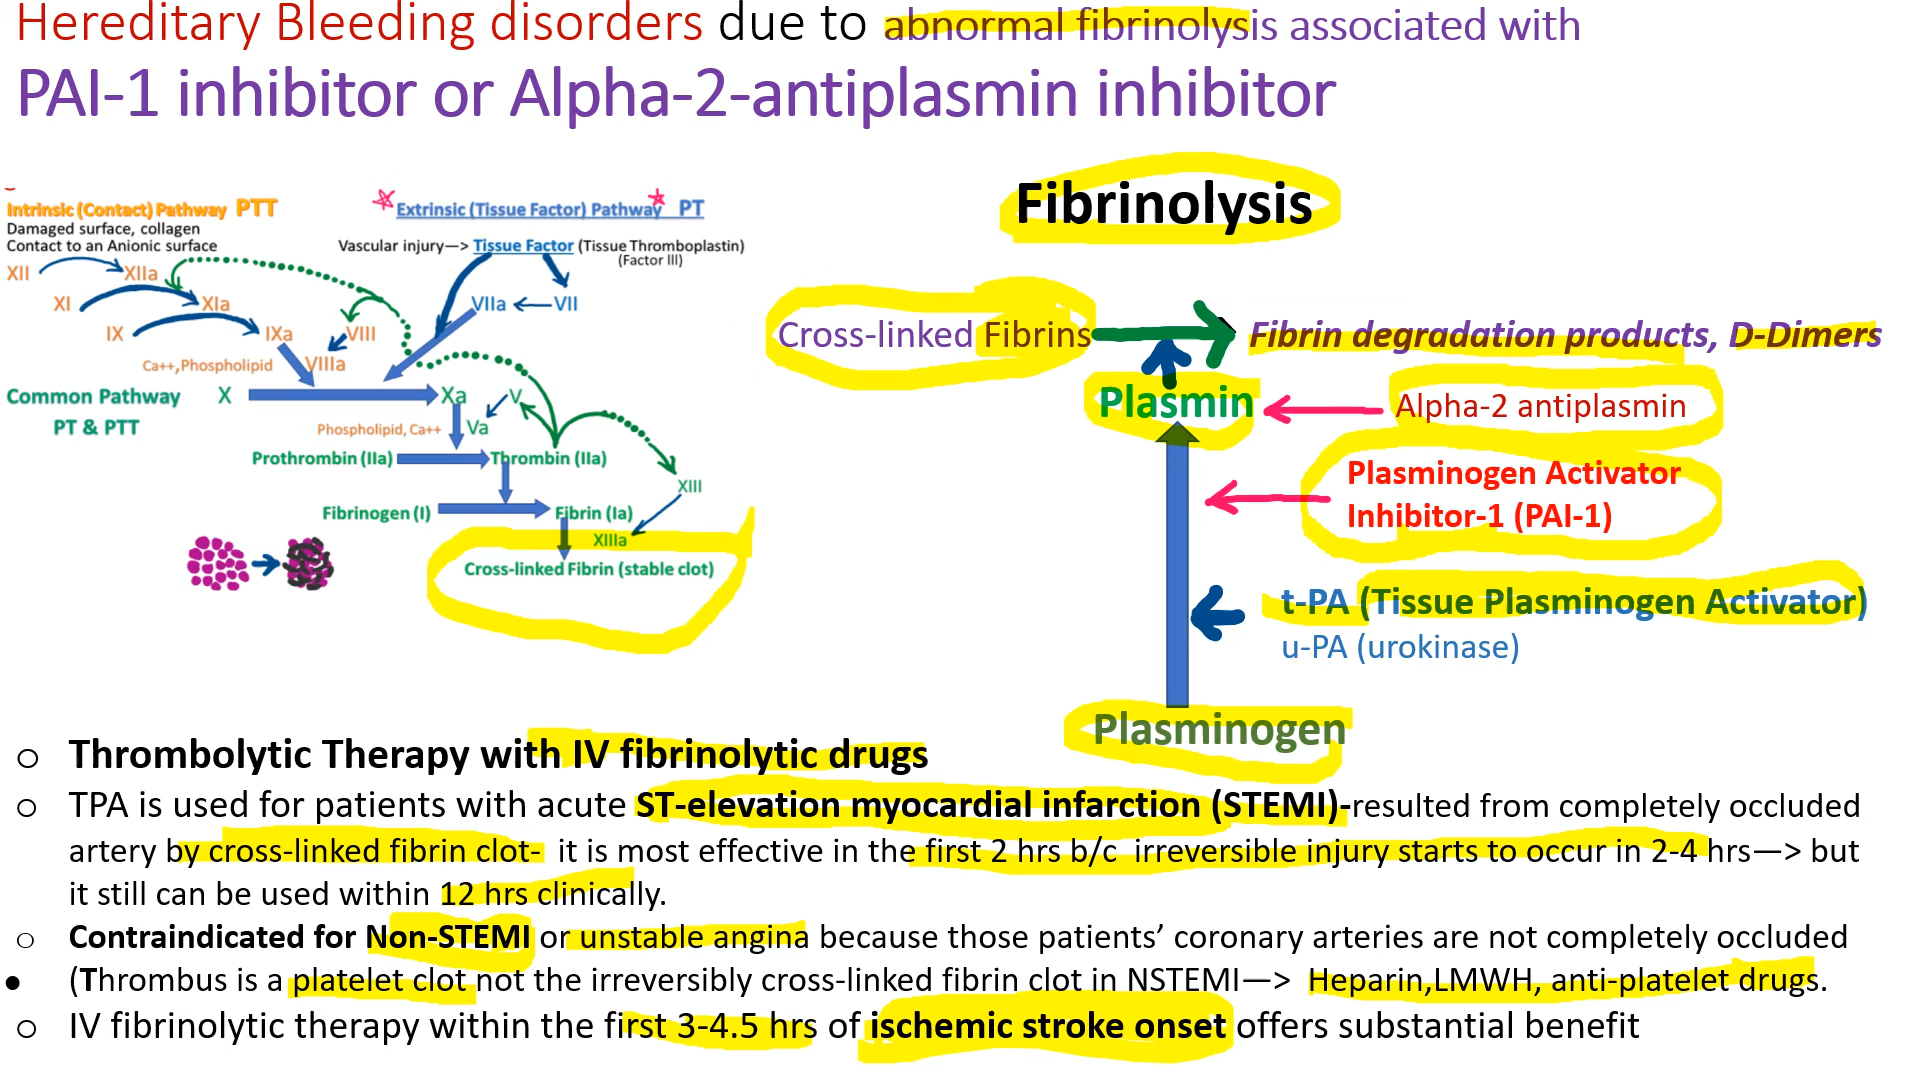 Hereditary Bleeding disorders due to abnormal fibrinolysis associated with
PAI-1 inhibitor or Alpha-2-antiplasmin inhibitor
Intrinsic (Contact) Pathway PTT
Damaged surface, collagen
Contact to an Anionic surface
XII
XIIa
XI
XIa
IX
IXa
VIII
VIIIa
Ca++,Phospholipid
Extrinsic (Tissue Factor) Pathway PT
Vascular injury—> Tissue Factor (Tissue Thromboplastin)
(Factor III)
VIIa
VII
Common Pathway
PT & PTT
X
Xa
V
Va
Phospholipid, Ca++
Prothrombin (IIa)
Thrombin (IIa)
XIII
Fibrinogen (I)
Fibrin (Ia)
XIIIa
Cross-linked Fibrin (stable clot)
Fibrinolysis
Cross-linked Fibrins
Fibrin degradation products, D-Dimers
Plasmin
Alpha-2 antiplasmin
Plasminogen Activator
Inhibitor-1 (PAI-1)
t-PA (Tissue Plasminogen Activator)
u-PA (urokinase)
Plasminogen
o Thrombolytic Therapy with IV fibrinolytic drugs
o TPA is used for patients with acute ST-elevation myocardial infarction (STEMI)-resulted from completely occluded
artery by cross-linked fibrin clot- it is most effective in the first 2 hrs b/c irreversible injury starts to occur in 2-4 hrs—> but
it still can be used within 12 hrs clinically.
o Contraindicated for Non-STEMI or unstable angina because those patients’ coronary arteries are not completely occluded
• (Thrombus is a platelet clot not the irreversibly cross-linked fibrin clot in NSTEMI—> Heparin,LMWH, anti-platelet drugs.
o IV fibrinolytic therapy within the first 3-4.5 hrs of ischemic stroke onset offers substantial benefit